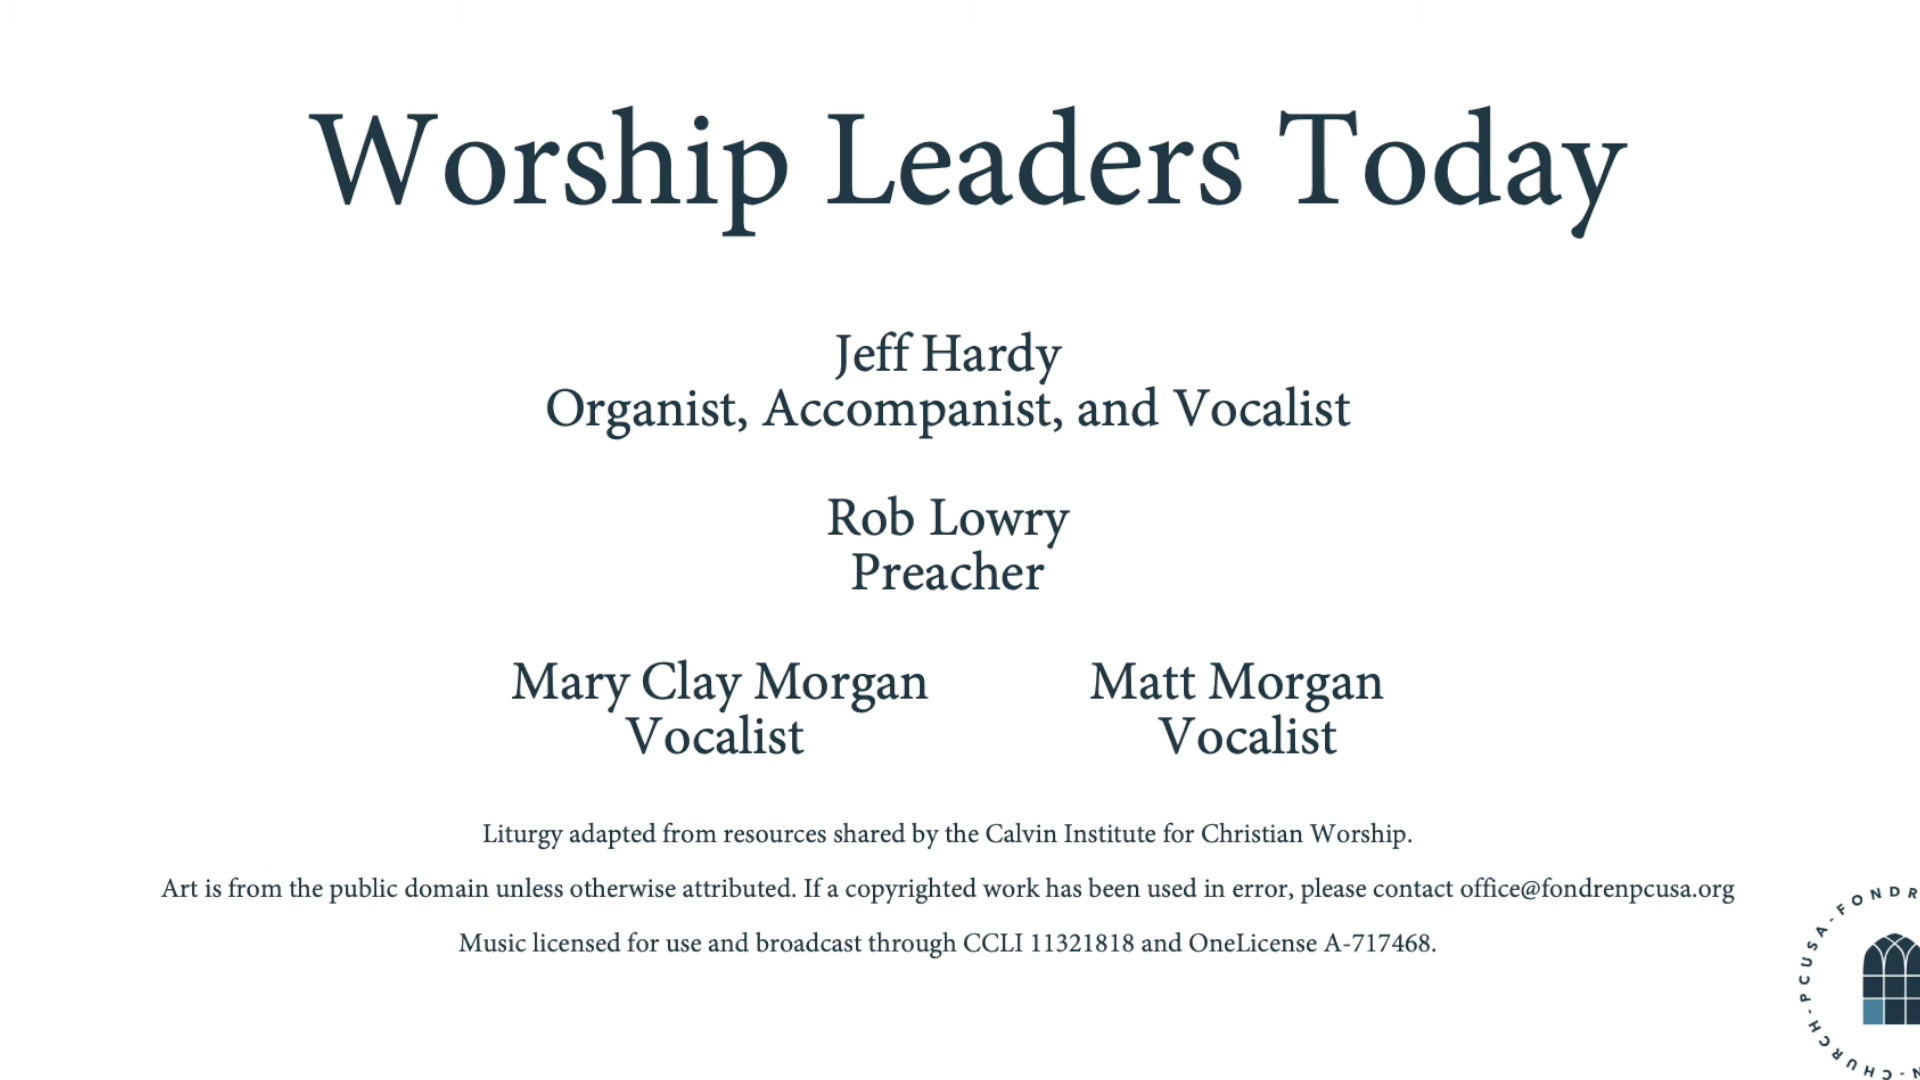 Worship Leaders Today
Jeff Hardy
Organist, Accompanist, and Vocalist
Rob Lowry
Preacher
Mary Clay Morgan
Vocalist
Matt Morgan
Vocalist
Liturgy adapted from resources shared by the Calvin Institute for Christian Worship.
Art is from the public domain unless otherwise attributed. If a copyrighted work has been used in error, please contact office@fondrenpcusa.org
Music licensed for use and broadcast through CCLI 11321818 and OneLicense A-717468.
N-CHURCH-PCUSA-FONDR